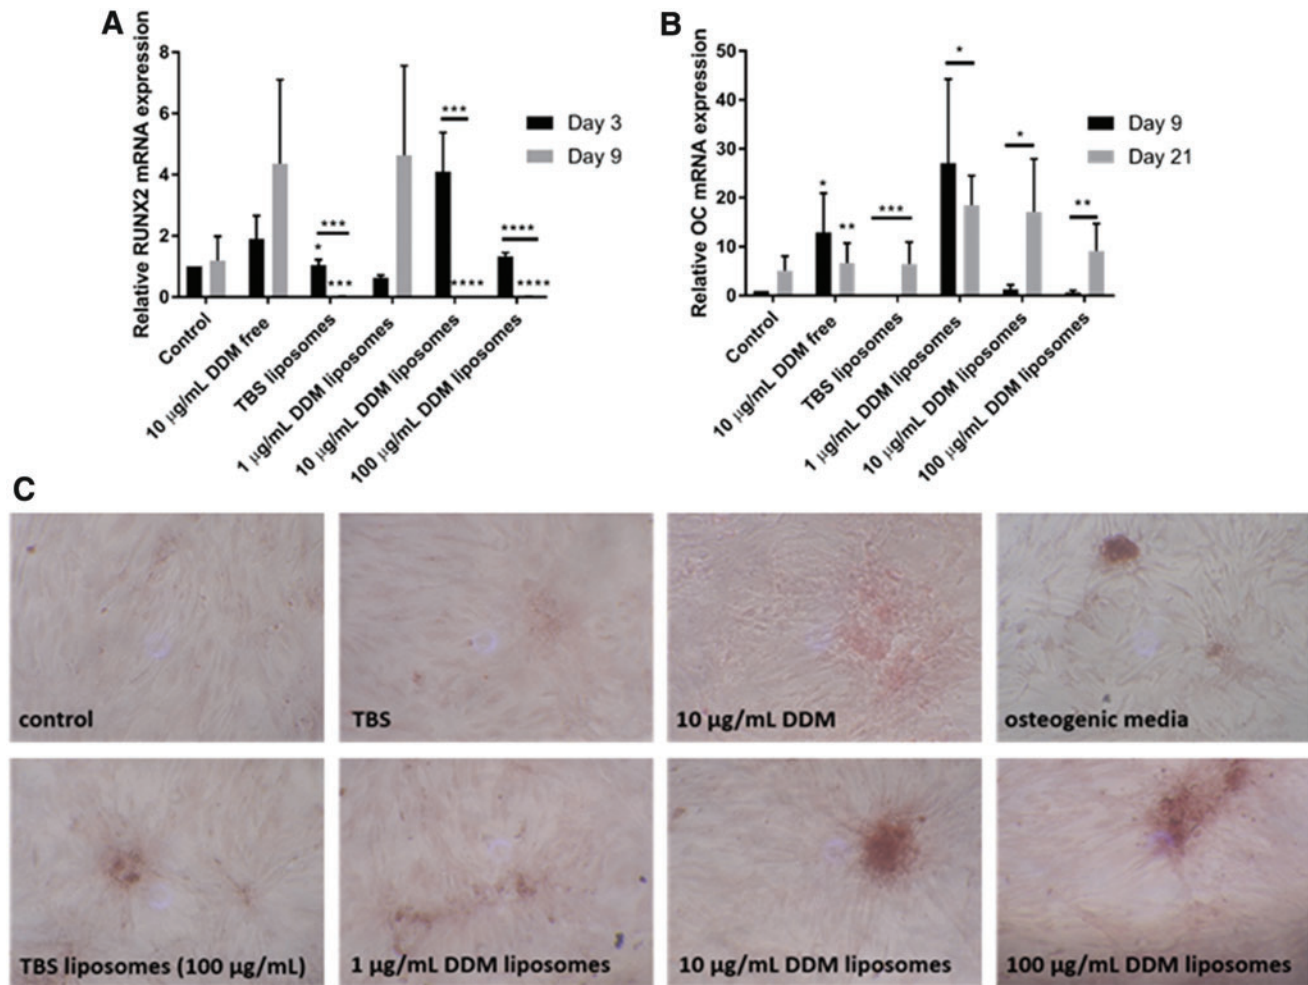 A
Relative RUNX2 mRNA expression
8
6
4
2
0
***
*
***
***
****
****
****
Day 3
Day 9
Control
10 μg/mL DDM free
TBS liposomes
1 μg/mL DDM liposomes
10 μg/mL DDM liposomes
100 μg/mL DDM liposomes
B
Relative OC mRNA expression
50
40
30
20
10
0
*
**
***
*
*
**
Day 9
Day 21
Control
10 μg/mL DDM free
TBS liposomes
1 μg/mL DDM liposomes
10 μg/mL DDM liposomes
100 μg/mL DDM liposomes
C
control
TBS
10 μg/mL DDM
osteogenic media
TBS liposomes (100 μg/mL)
1 μg/mL DDM liposomes
10 μg/mL DDM liposomes
100 μg/mL DDM liposomes